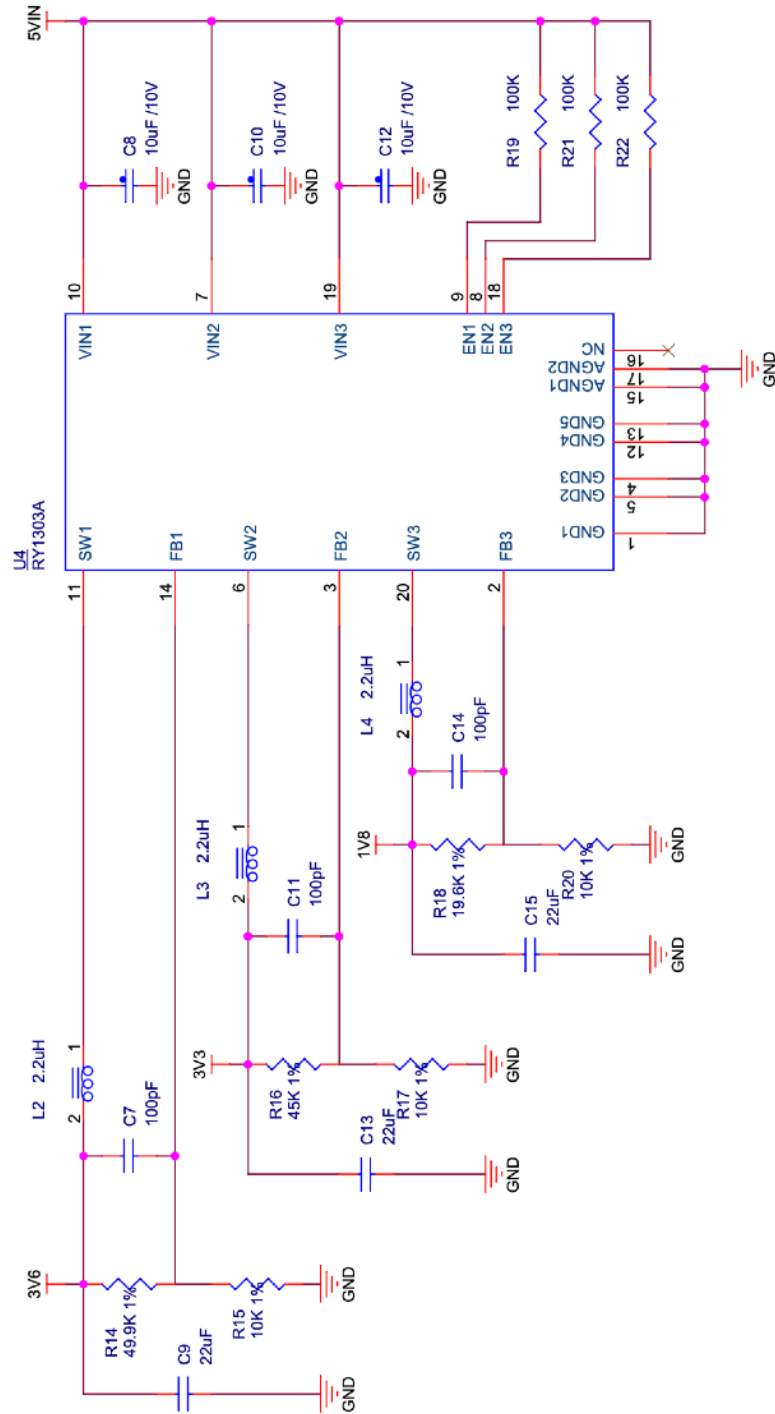 U4
RY1303A
5VIN
VIN1
10
C8
10uF /10V
GND
VIN2
7
C10
10uF /10V
GND
VIN3
19
C12
10uF /10V
GND
EN1
9
R19
100K
EN2
8
R21
100K
EN3
18
R22
100K
SW1
11
L2
2.2uH
1
2
3V6
FB1
14
C7
100pF
R14
49.9K 1%
R15
10K 1%
GND
C9
22uF
GND
SW2
6
L3
2.2uH
1
2
3V3
FB2
3
C11
100pF
R16
45K 1%
R17
10K 1%
GND
C13
22uF
GND
SW3
20
L4
2.2uH
1
2
1V8
FB3
2
C14
100pF
R18
19.6K 1%
R20
10K 1%
GND
C15
22uF
GND
GND1
1
GND2
5
GND3
4
GND4
12
GND5
13
AGND1
15
AGND2
17
NC
16
GND